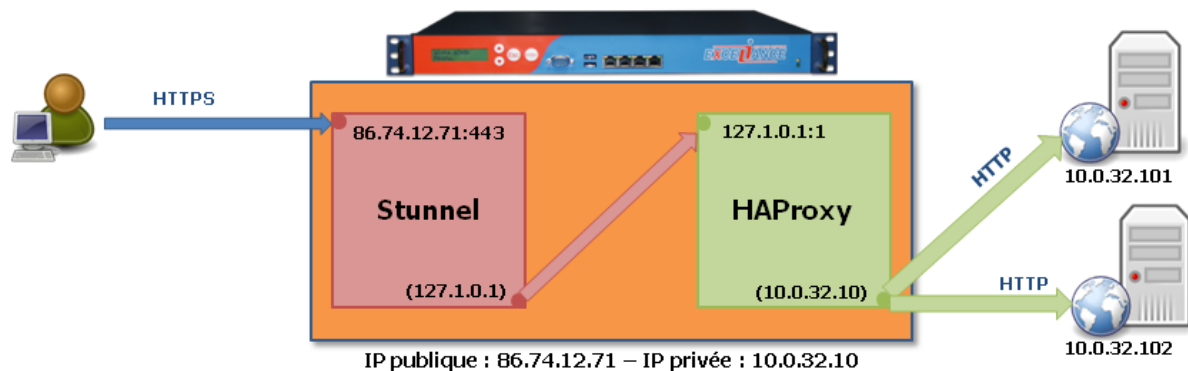 EXCELIANCE
HTTPS
86.74.12.71:443
Stunnel
(127.1.0.1)
127.1.0.1:1
HAProxy
(10.0.32.10)
HTTP
10.0.32.101
HTTP
10.0.32.102
IP publique : 86.74.12.71 – IP privée : 10.0.32.10